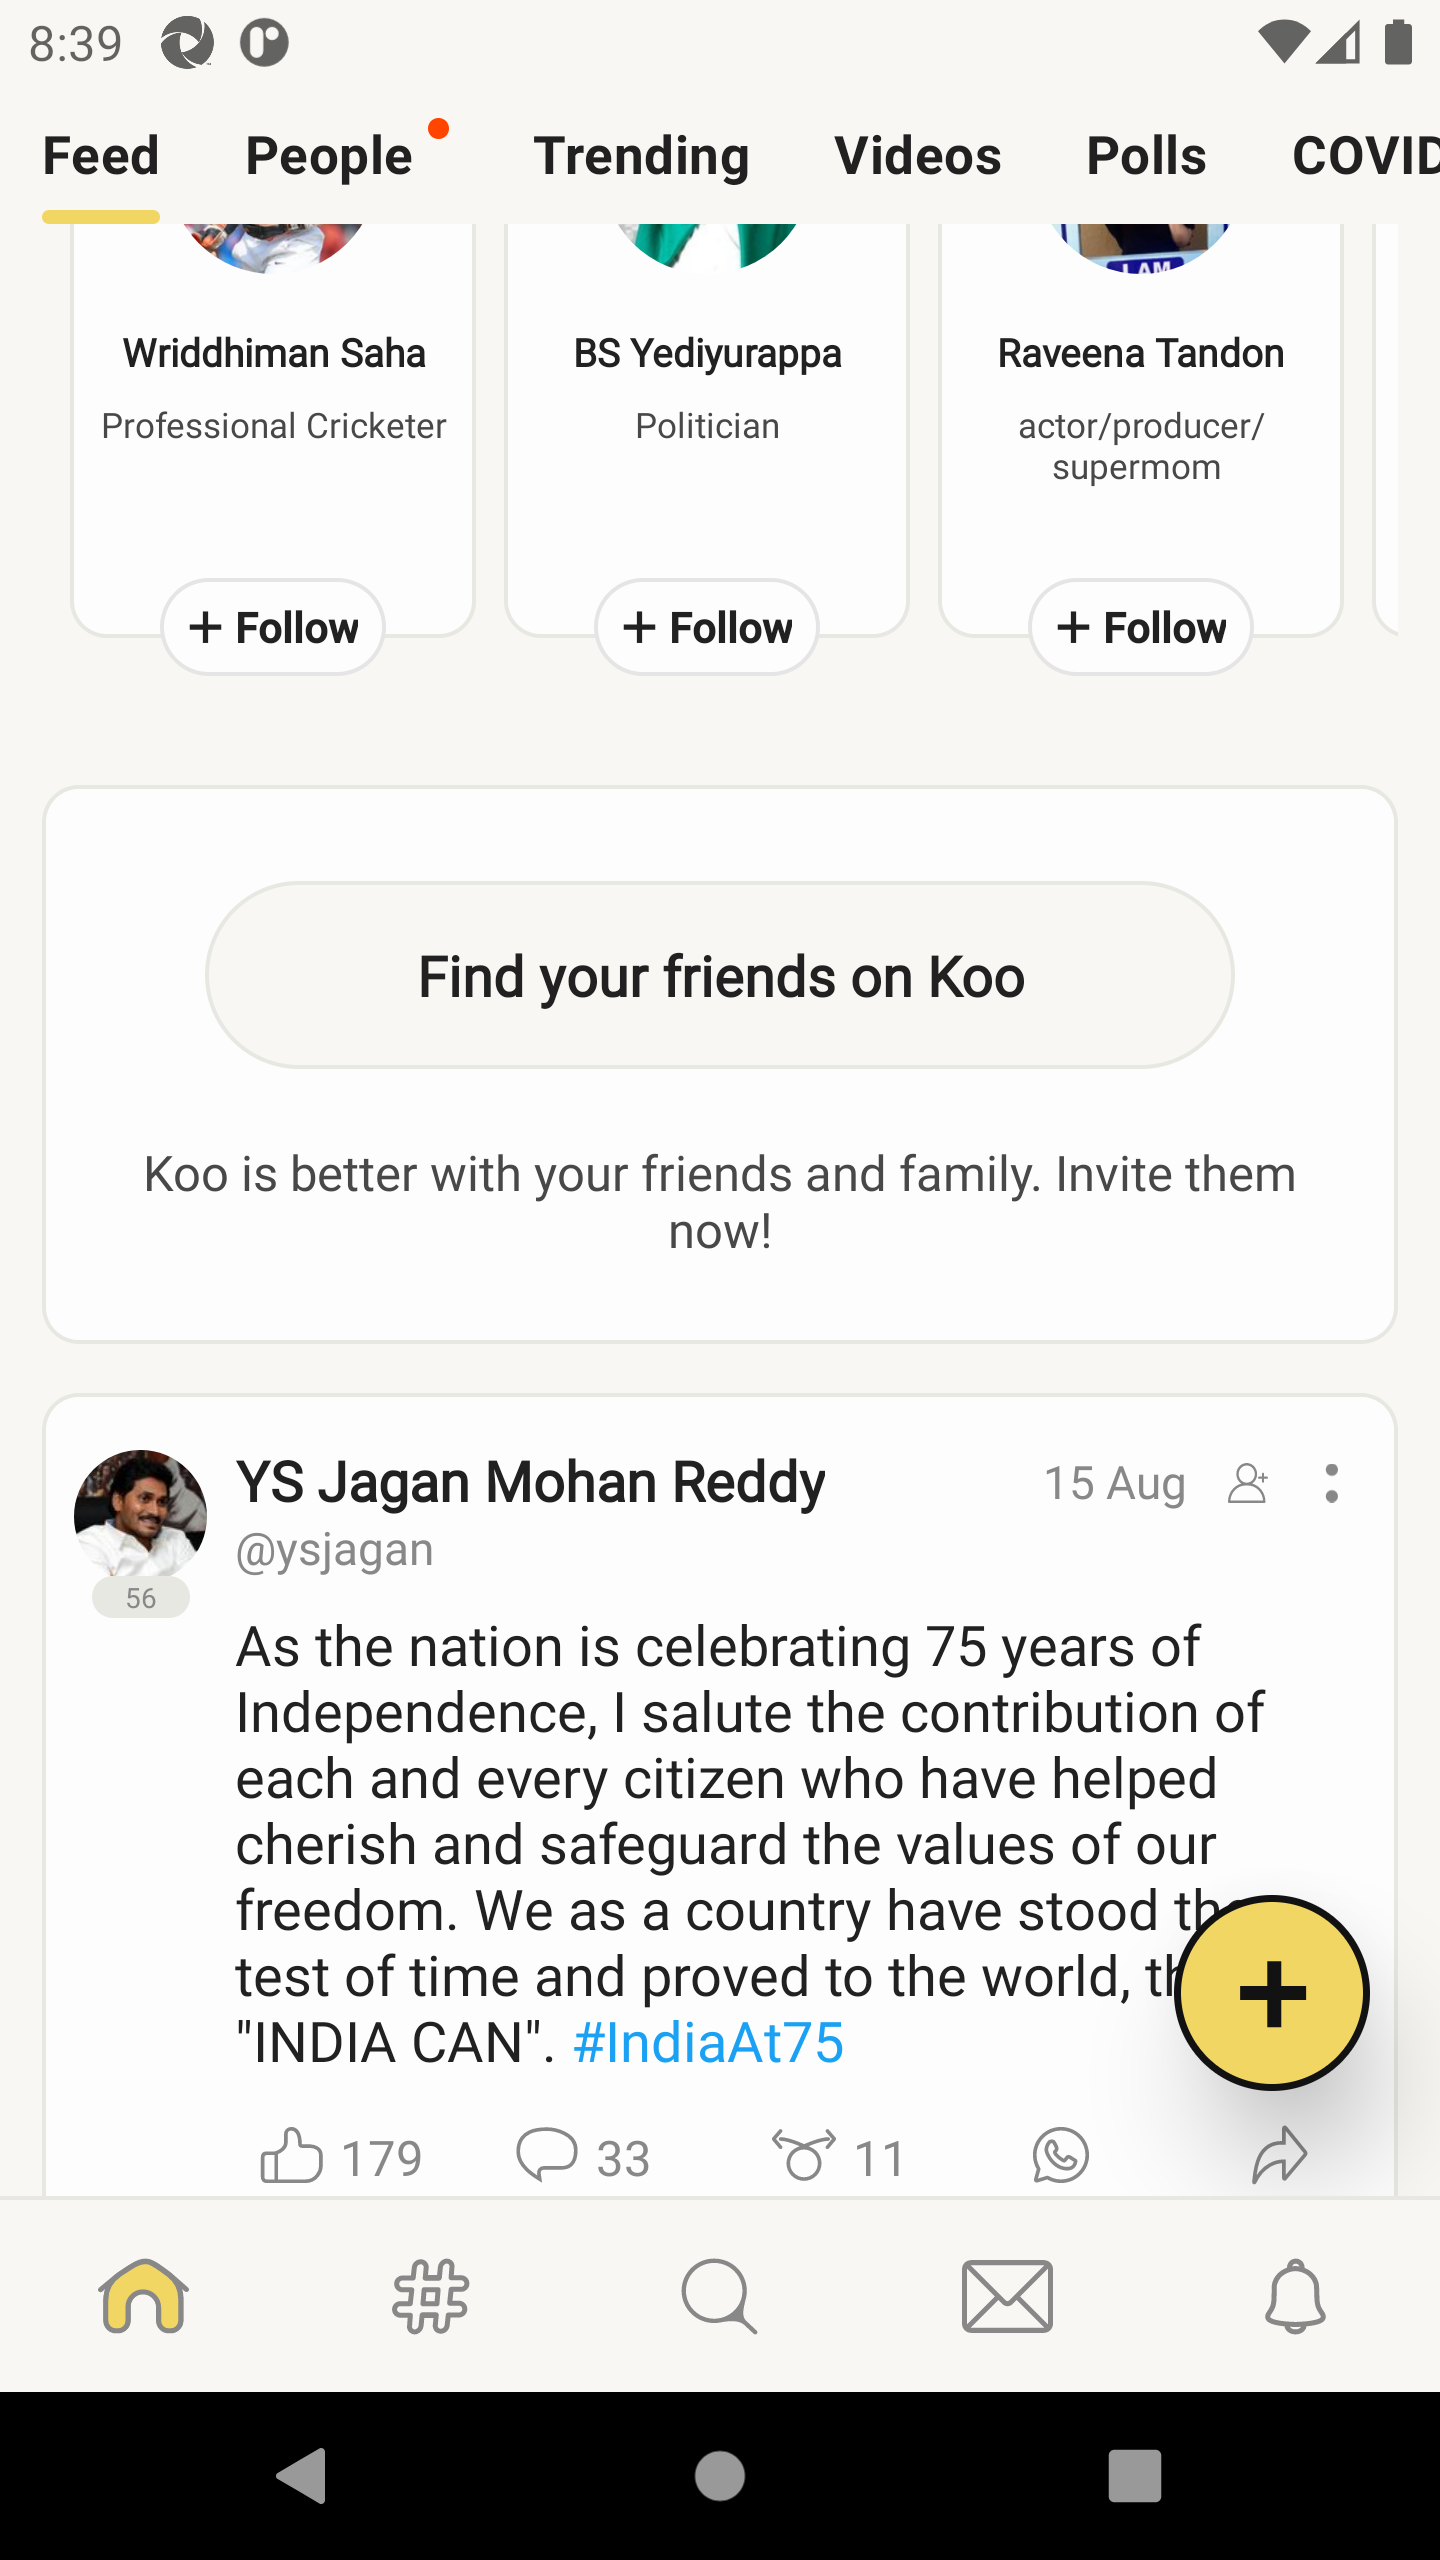 8:39
Feed People Trending Videos Polls COVID
I AM
Wriddhiman Saha BS Yediyurappa Raveena Tandon
Professional Cricketer Politician actor/producer/
supermom
+ Follow + Follow + Follow
Find your friends on Koo
Koo is better with your friends and family. Invite them
now!
YS Jagan Mohan Reddy 15 Aug
@ysjagan
56
As the nation is celebrating 75 years of
Independence, I salute the contribution of
each and every citizen who have helped
cherish and safeguard the values of our
freedom. We as a country have stood the
test of time and proved to the world,
"INDIA CAN". #IndiaAt75
179 33 11